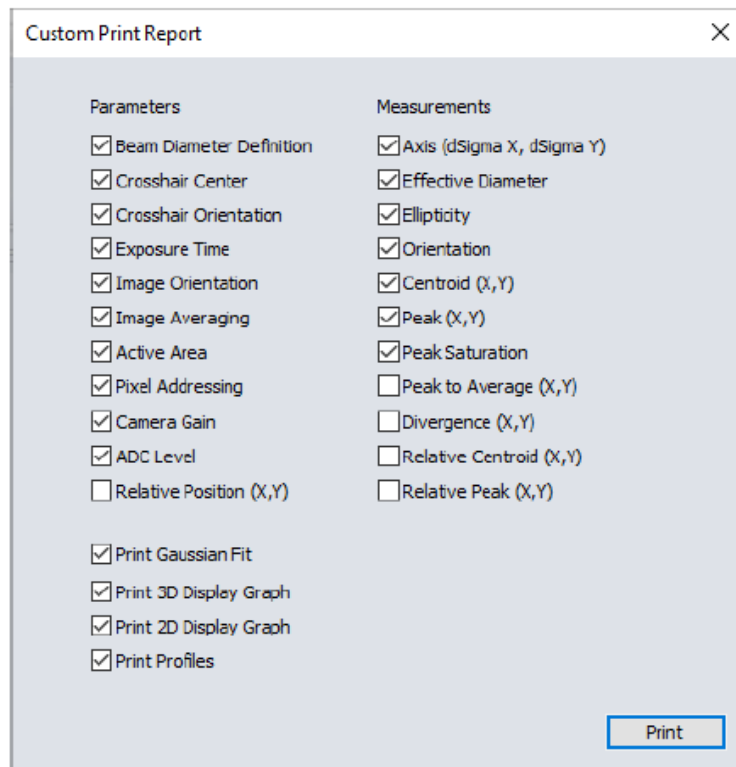 Custom Print Report
Parameters
Beam Diameter Definition
Crosshair Center
Crosshair Orientation
Exposure Time
Image Orientation
Image Averaging
Active Area
Pixel Addressing
Camera Gain
ADC Level
Relative Position (X,Y)
Measurements
Axis (dSigma X, dSigma Y)
Effective Diameter
Ellipticity
Orientation
Centroid (X,Y)
Peak (X,Y)
Peak Saturation
Peak to Average (X,Y)
Divergence (X,Y)
Relative Centroid (X,Y)
Relative Peak (X,Y)
Print Gaussian Fit
Print 3D Display Graph
Print 2D Display Graph
Print Profiles
Print